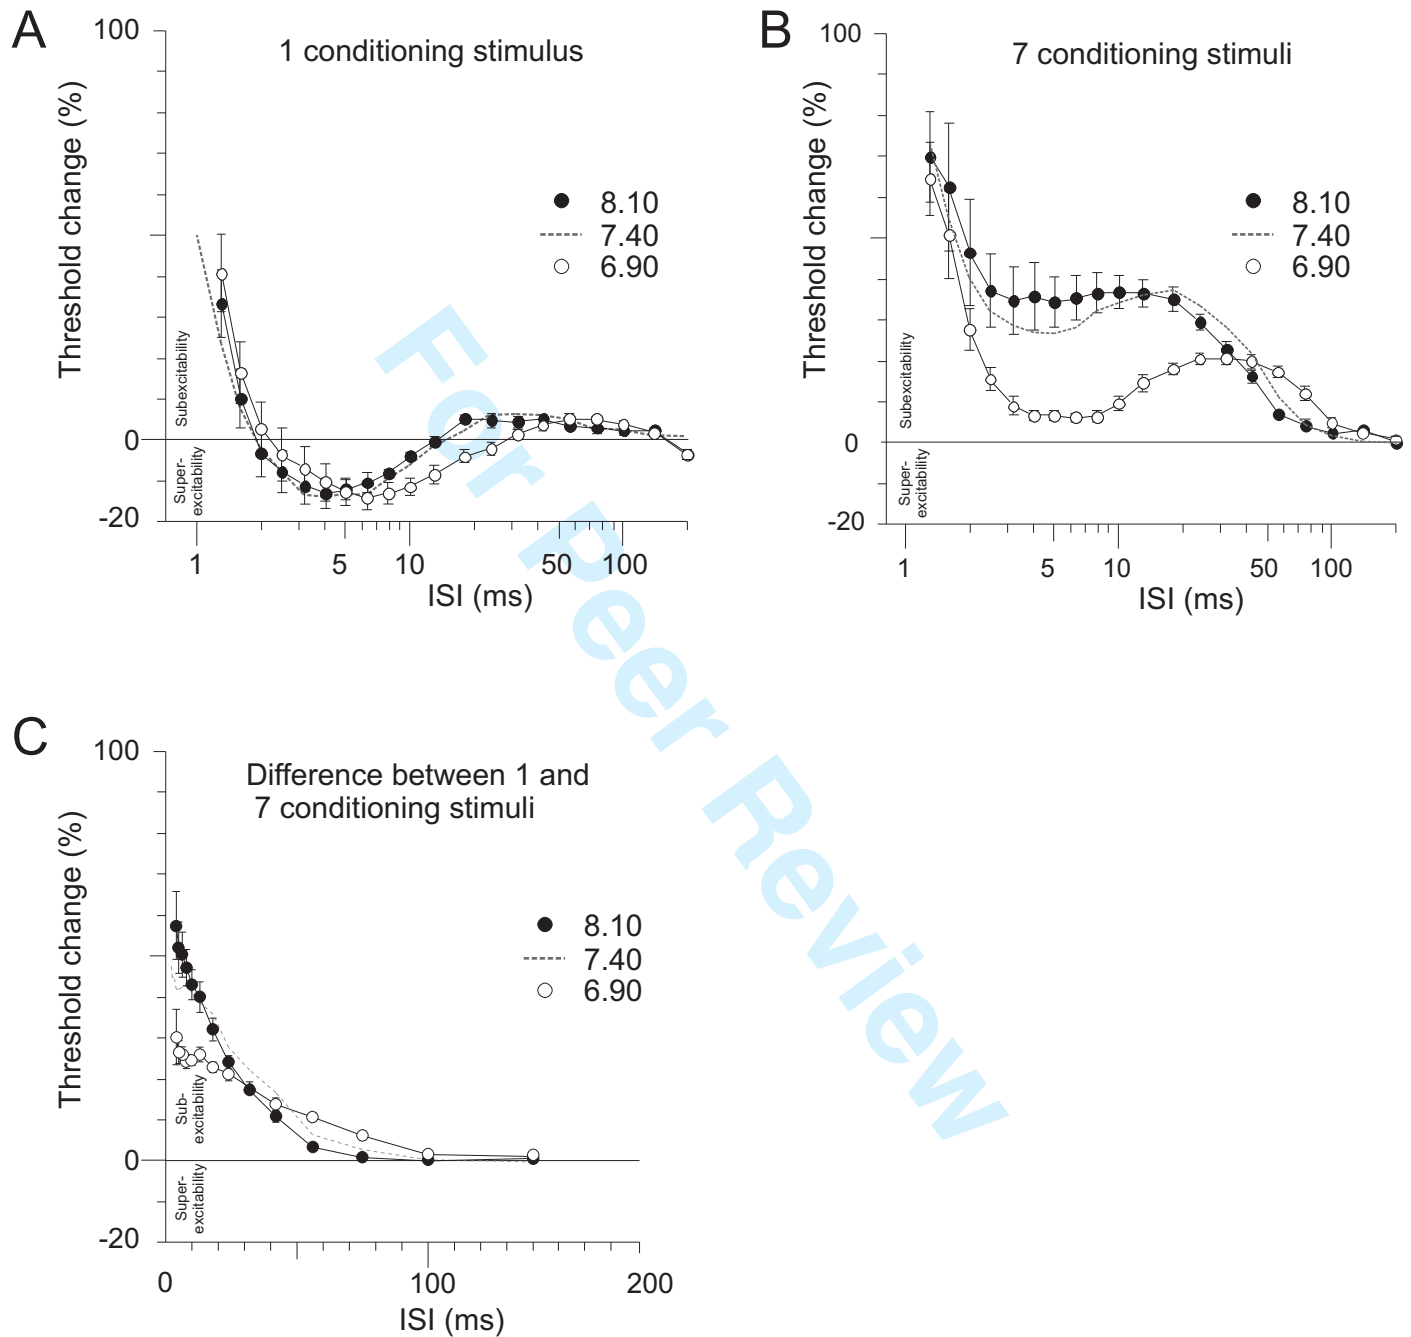 A
1 conditioning stimulus
100
0
-20
Threshold change (%)
Subexcitability
Super-
excitability
8.10
7.40
6.90
1
5
10
50
100
ISI (ms)
B
7 conditioning stimuli
100
0
-20
Threshold change (%)
Subexcitability
Super-
excitability
8.10
7.40
6.90
1
5
10
50
100
ISI (ms)
C
Difference between 1 and
7 conditioning stimuli
100
0
-20
Threshold change (%)
Sub-
excitability
Super-
excitability
8.10
7.40
6.90
0
100
200
ISI (ms)
For Peer Review